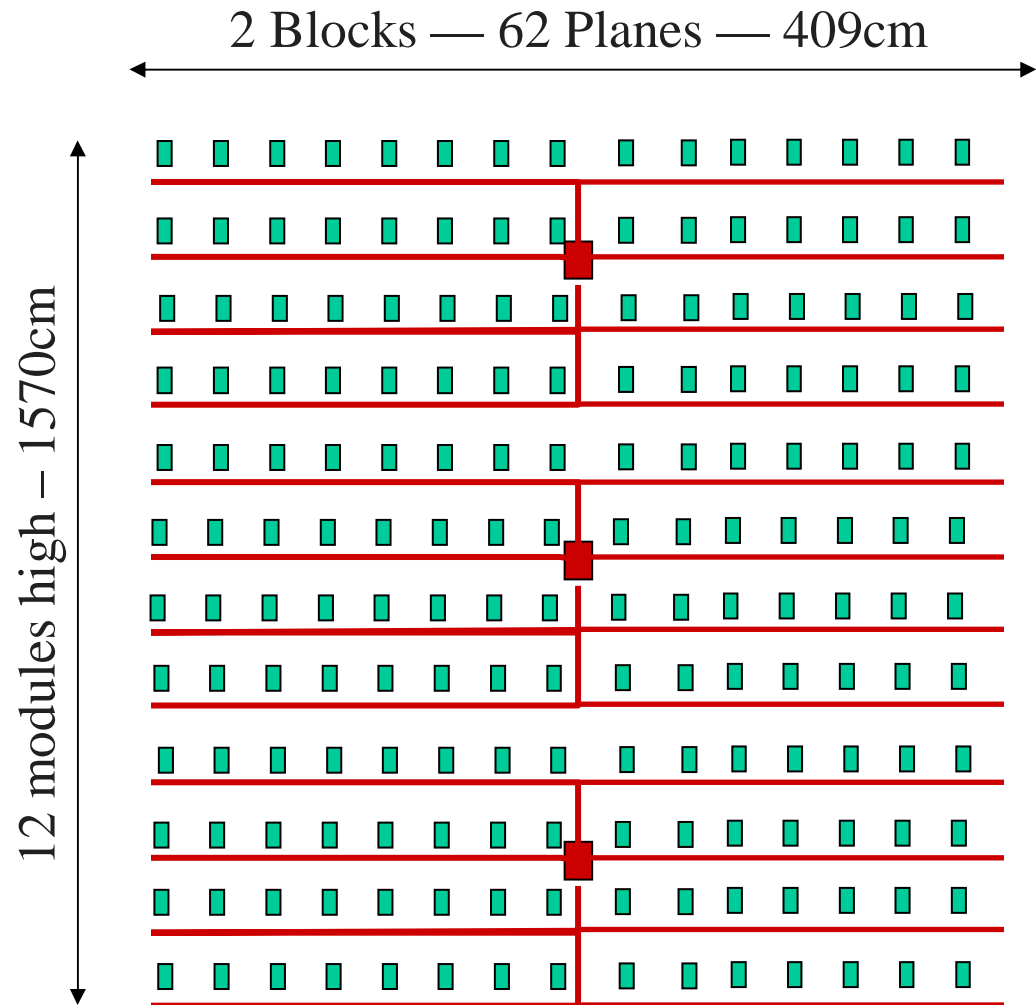 2 Blocks — 62 Planes — 409cm
12 modules high – 1570cm